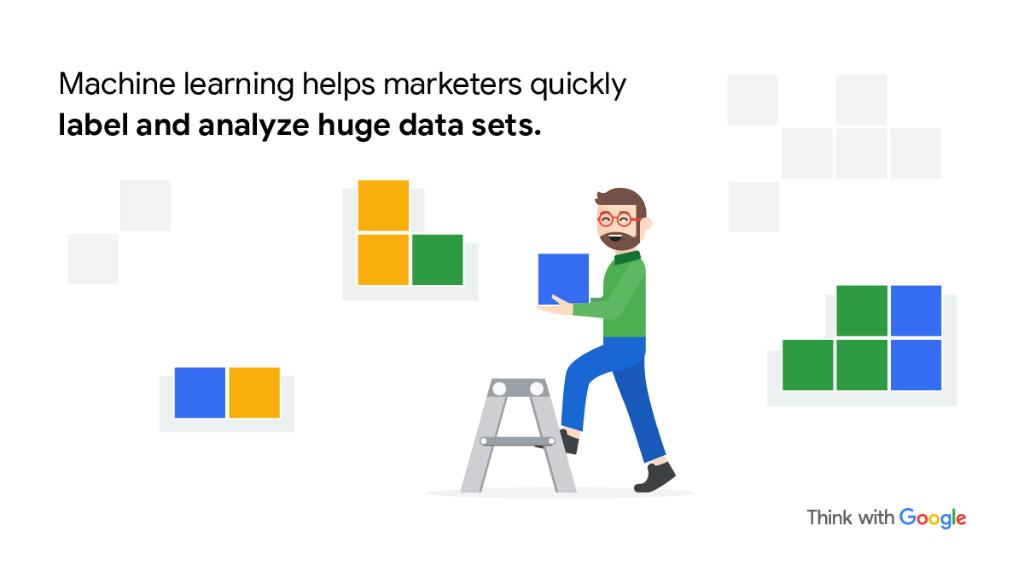 Machine learning helps marketers quickly
label and analyze huge data sets.
Think with Google